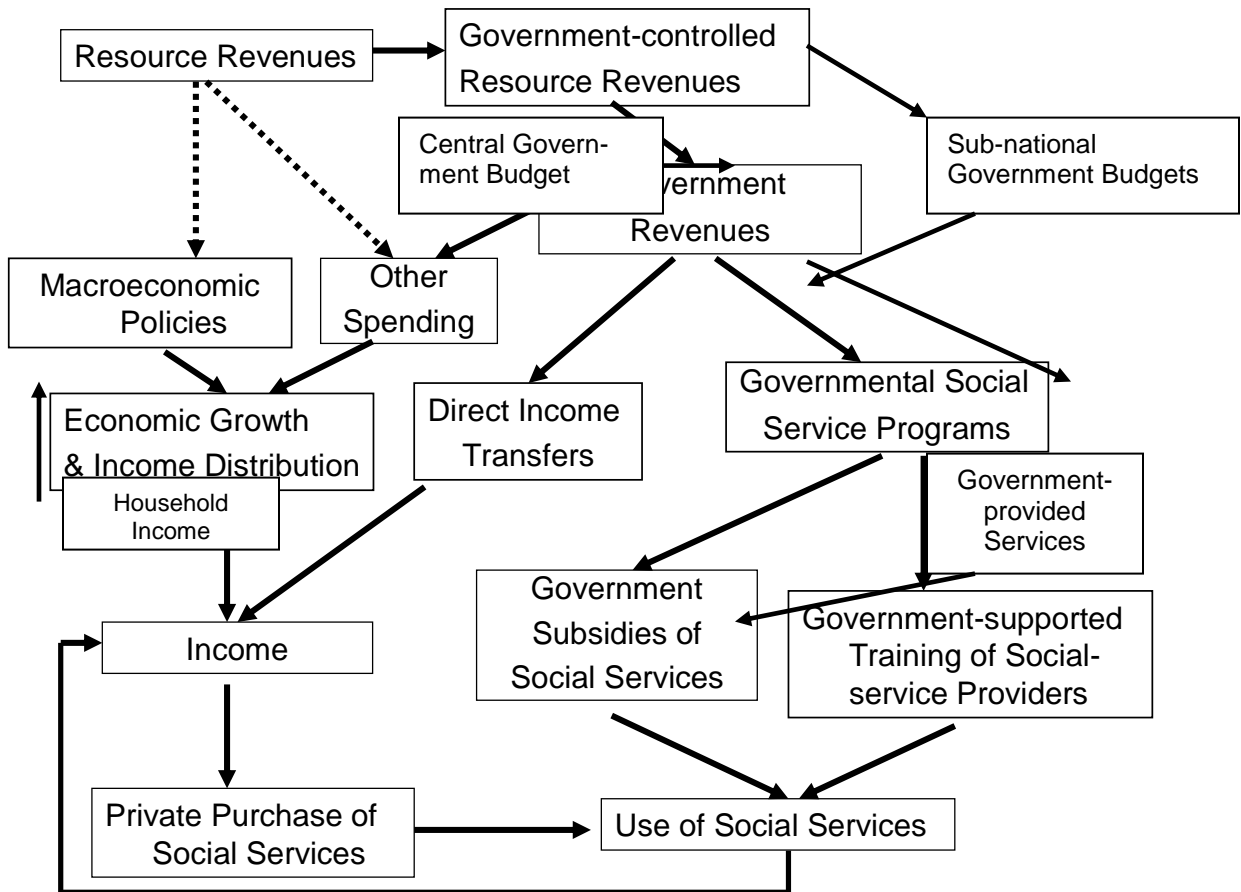 Resource Revenues
Government-controlled
Resource Revenues
Central Govern-
ment Budget
Sub-national
Government Budgets
vernment
Revenues
Macroeconomic
Policies
Other
Spending
Economic Growth
& Income Distribution
Direct Income
Transfers
Governmental Social
Service Programs
Household
Income
Government-
provided
Services
Government
Subsidies of
Social Services
Government-supported
Training of Social-
service Providers
Income
Private Purchase of
Social Services
Use of Social Services